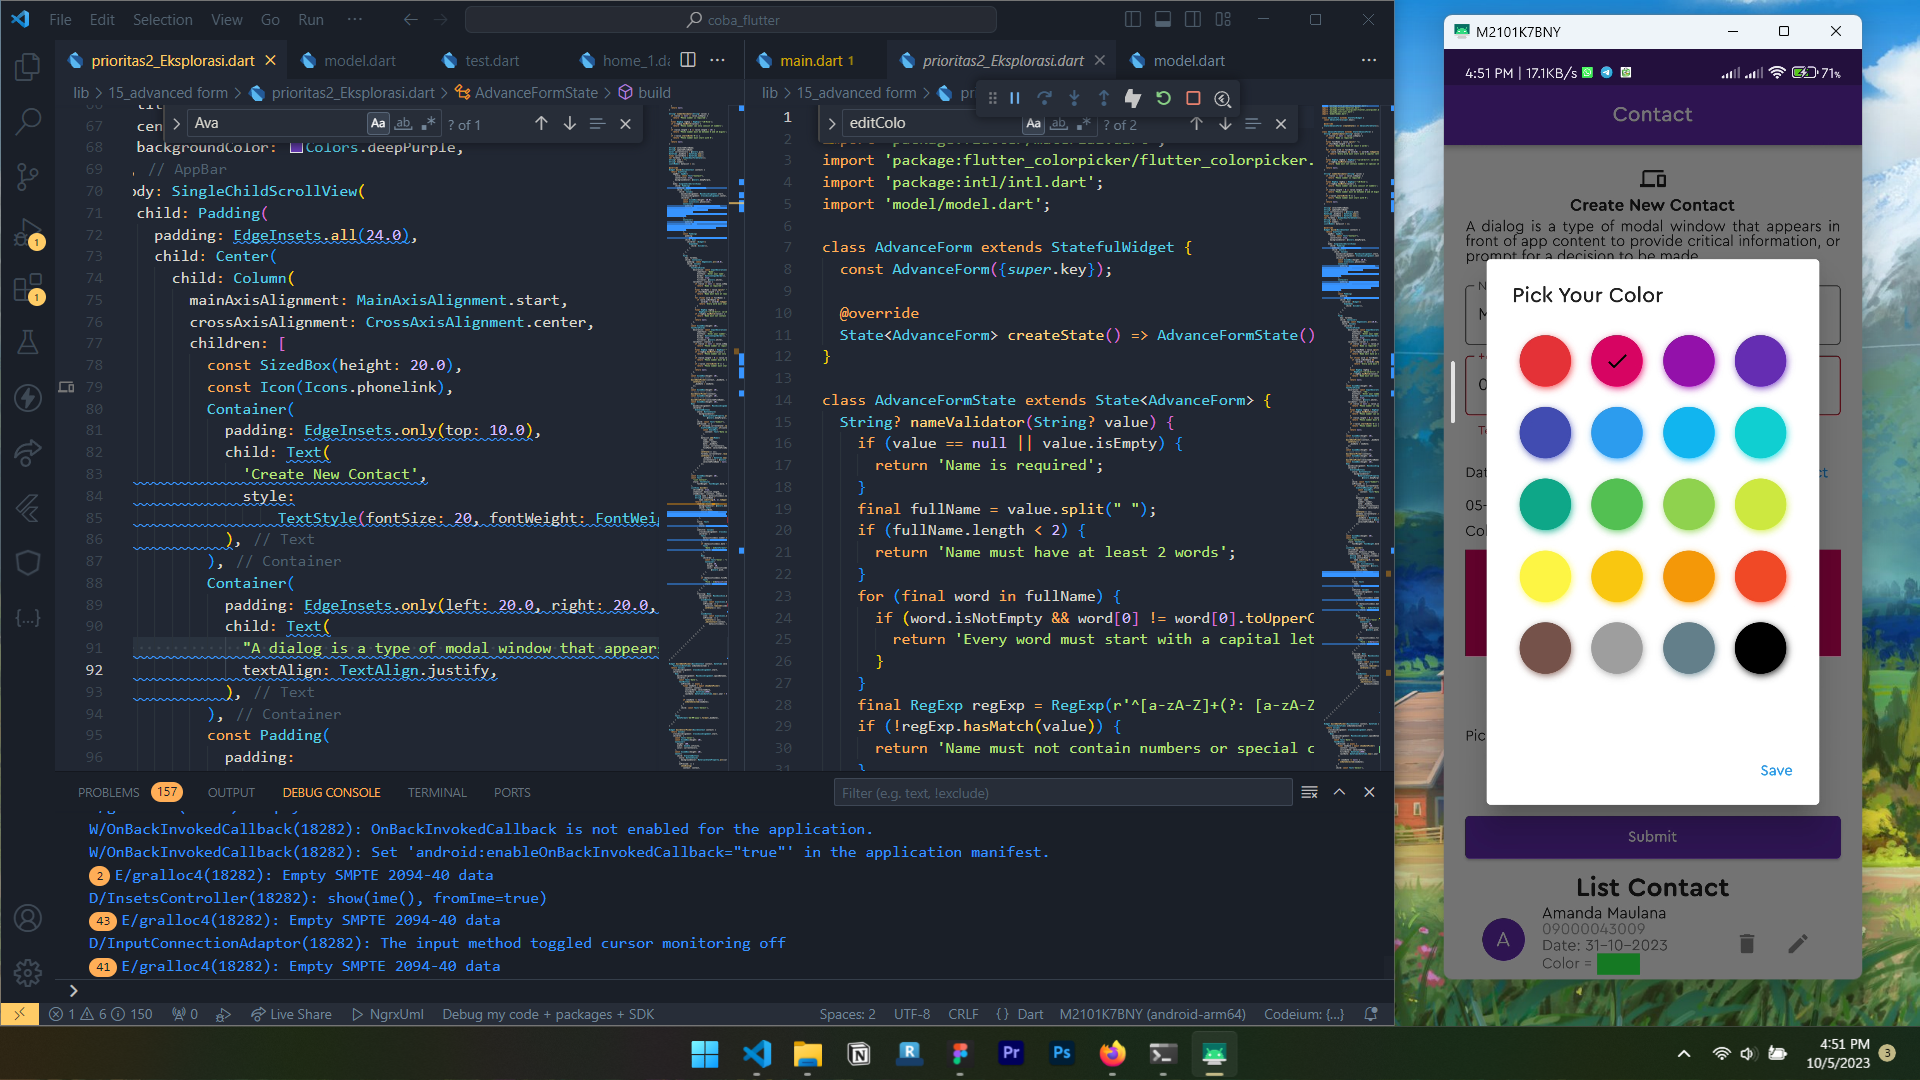 File Edit Selection View Go Run ···
coba_flutter
prioritas2_Eksplorasi.dart
model.dart
test.dart
home_1.da
lib > 15_advanced form > prioritas2_Eksplorasi.dart > AdvanceFormState > build
Ava
Aa ab
? of 1
67 cen
68 backgroundColor: Colors.deepPurple,
69 , // AppBar
70 ody: SingleChildScrollView(
71 child: Padding(
72 padding: EdgeInsets.all(24.0),
73 child: Center(
74 child: Column(
75 mainAxisAlignment: MainAxisAlignment.start,
76 crossAxisAlignment: CrossAxisAlignment.center,
77 children: [
78 const SizedBox(height: 20.0),
79 const Icon(Icons.phonelink),
80 Container(
81 padding: EdgeInsets.only(top: 10.0),
82 child: Text(
83 'Create New Contact',
84 style:
85 TextStyle(fontSize: 20, fontWeight: FontWei
86 ), // Text
87 ), // Container
88 Container(
89 padding: EdgeInsets.only(left: 20.0, right: 20.0,
90 child: Text(
91 "A dialog is a type of modal window that appear
92 textAlign: TextAlign.justify,
93 ), // Text
94 ), // Container
95 const Padding(
96 padding:
main.dart 1
prioritas2_Eksplorasi.dart
model.dart
lib > 15_advanced form > pr
editColo
Aa ab
? of 2
1
2
3 import 'package:flutter_colorpicker/flutter_colorpicker.
4 import 'package:intl/intl.dart';
5 import 'model/model.dart';
6
7 class AdvanceForm extends StatefulWidget {
8 const AdvanceForm({super.key});
9
10 @override
11 State<AdvanceForm> createState() => AdvanceFormState()
12 }
13
14 class AdvanceFormState extends State<AdvanceForm> {
15 String? nameValidator(String? value) {
16 if (value == null || value.isEmpty) {
17 return 'Name is required';
18 }
19 final fullName = value.split(" ");
20 if (fullName.length < 2) {
21 return 'Name must have at least 2 words';
22 }
23 for (final word in fullName) {
24 if (word.isNotEmpty && word[0] != word[0].toUpperC
25 return 'Every word must start with a capital let
26 }
27 }
28 final RegExp regExp = RegExp(r'^[a-zA-Z]+(?: [a-zA-Z
29 if (!regExp.hasMatch(value)) {
30 return 'Name must not contain numbers or special c
31 }
PROBLEMS 157 OUTPUT DEBUG CONSOLE TERMINAL PORTS
Filter (e.g. text, !exclude)
W/OnBackInvokedCallback(18282): OnBackInvokedCallback is not enabled for the application.
W/OnBackInvokedCallback(18282): Set 'android:enableOnBackInvokedCallback="true"' in the application manifest.
2 E/gralloc4(18282): Empty SMPTE 2094-40 data
D/InsetsController(18282): show(ime(), fromIme=true)
43 E/gralloc4(18282): Empty SMPTE 2094-40 data
D/InputConnectionAdaptor(18282): The input method toggled cursor monitoring off
41 E/gralloc4(18282): Empty SMPTE 2094-40 data
1 6 150 0 Live Share NgrxUml Debug my code + packages + SDK
Spaces: 2 UTF-8 CRLF {} Dart M2101K7BNY (android-arm64) Codeium: {...}
M2101K7BNY
4:51 PM | 17.1KB/s
71%
Contact
Create New Contact
A dialog is a type of modal window that appears in
front of app content to provide critical information, or
prompt for a decision to be made
Pick Your Color
Dat
ct
05-
Col
Pic
Save
Submit
List Contact
A
Amanda Maulana
09000043009
Date: 31-10-2023
Color =
R
Pr
Ps
4:51 PM
10/5/2023
3